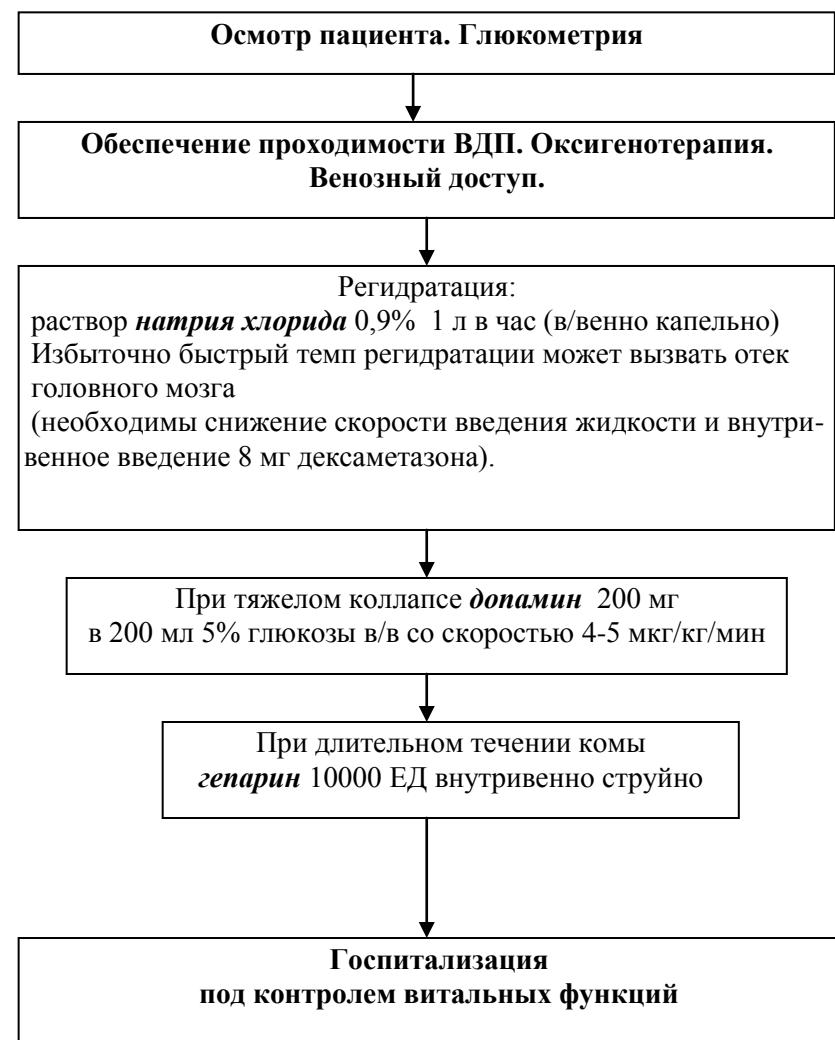 Осмотр пациента. Глюкометрия
Обеспечение проходимости ВДП. Оксигенотерапия.
Венозный доступ.
Регидратация:
раствор натрия хлорида 0,9% 1 л в час (в/венно капельно)
Избыточно быстрый темп регидратации может вызвать отек
головного мозга
(необходимы снижение скорости введения жидкости и внутри-
венное введение 8 мг дексаметазона).
При тяжелом коллапсе допамин 200 мг
в 200 мл 5% глюкозы в/в со скоростью 4-5 мкг/кг/мин
При длительном течении комы
гепарин 10000 ЕД внутривенно струйно
Госпитализация
под контролем витальных функций